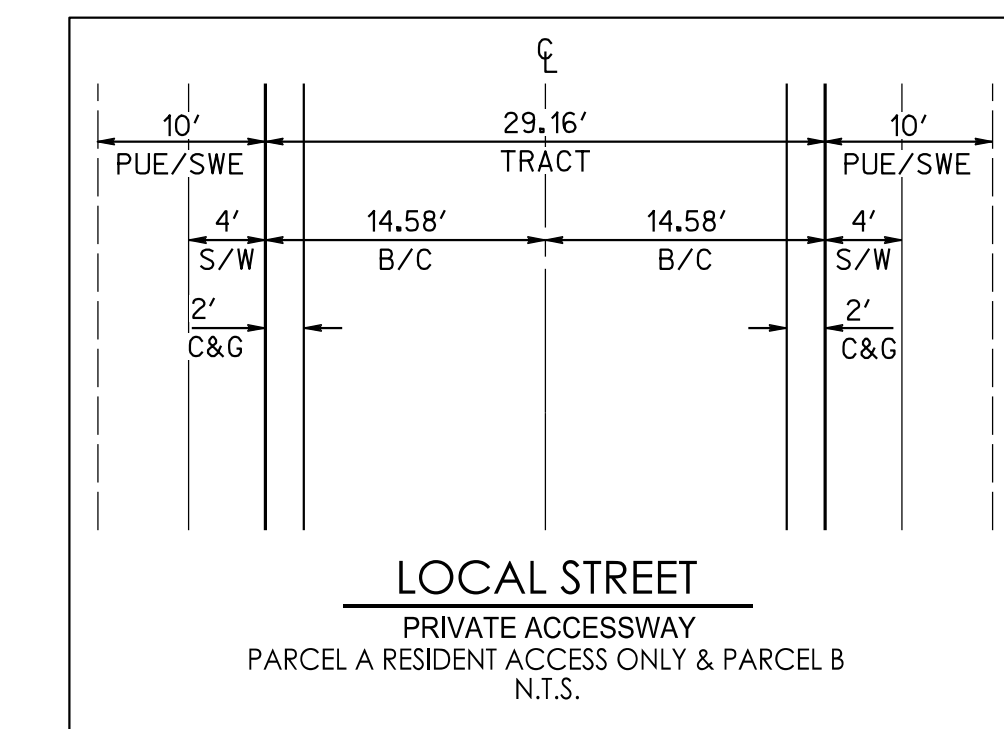 ℄
10' 29.16' 10'
PUE/SWE TRACT PUE/SWE
4' 14.58' 14.58' 4'
S/W B/C B/C S/W
2' 2'
C&G C&G
LOCAL STREET
PRIVATE ACCESSWAY
PARCEL A RESIDENT ACCESS ONLY & PARCEL B
N.T.S.